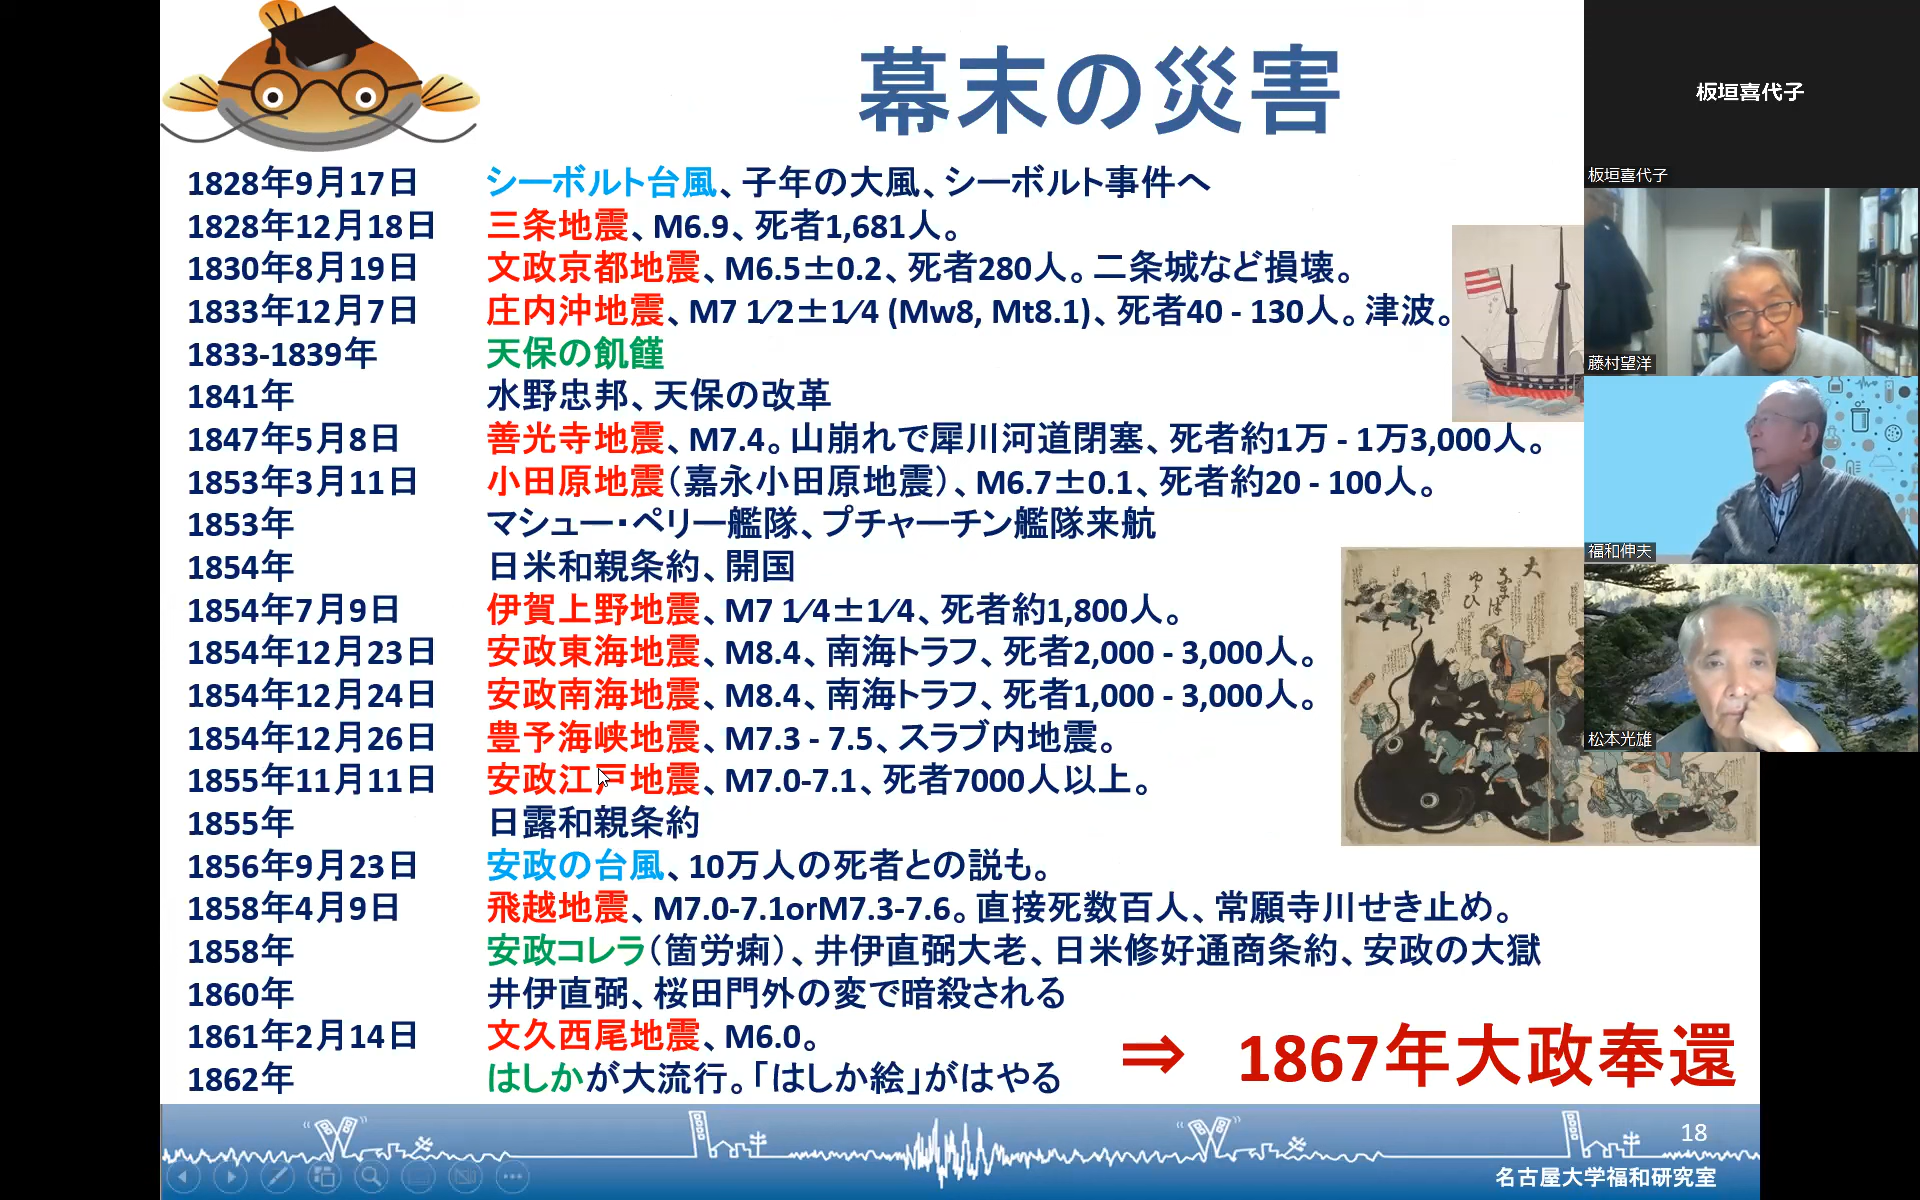 幕末の災害
1828年9月17日 シーボルト台風、子年の大風、シーボルト事件へ
1828年12月18日 三条地震、M6.9、死者1,681人。
1830年8月19日 文政京都地震、M6.5±0.2、死者280人。二条城など損壊。
1833年12月7日 庄内沖地震、M7 1⁄2±1⁄4 (Mw8, Mt8.1)、死者40 - 130人。津波。
1833-1839年 天保の飢饉
1841年 水野忠邦、天保の改革
1847年5月8日 善光寺地震、M7.4。山崩れで犀川河道閉塞、死者約1万 - 1万3,000人。
1853年3月11日 小田原地震（嘉永小田原地震）、M6.7±0.1、死者約20 - 100人。
1853年 マシュー・ペリー艦隊、プチャーチン艦隊来航
1854年 日米和親条約、開国
1854年7月9日 伊賀上野地震、M7 1⁄4±1⁄4、死者約1,800人。
1854年12月23日 安政東海地震、M8.4、南海トラフ、死者2,000 - 3,000人。
1854年12月24日 安政南海地震、M8.4、南海トラフ、死者1,000 - 3,000人。
1854年12月26日 豊予海峡地震、M7.3 - 7.5、スラブ内地震。
1855年11月11日 安政江戸地震、M7.0-7.1、死者7000人以上。
1855年 日露和親条約
1856年9月23日 安政の台風、10万人の死者との説も。
1858年4月9日 飛越地震、M7.0-7.1orM7.3-7.6。直接死数百人、常願寺川せき止め。
1858年 安政コレラ（箇労痢）、井伊直弼大老、日米修好通商条約、安政の大獄
1860年 井伊直弼、桜田門外の変で暗殺される
1861年2月14日 文久西尾地震、M6.0。
1862年 はしかが大流行。「はしか絵」がはやる
⇒ 1867年大政奉還
18
名古屋大学福和研究室
板垣喜代子
板垣喜代子
藤村望洋
福和伸夫
松本光雄